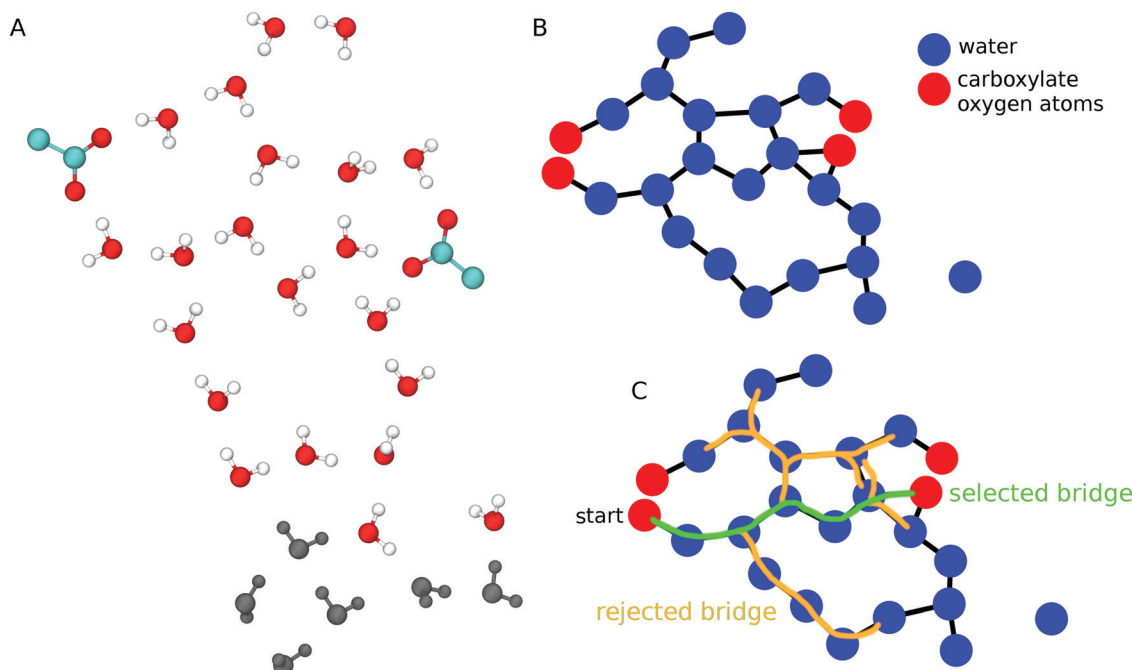 A
B
water
carboxylate
oxygen atoms
C
start
selected bridge
rejected bridge